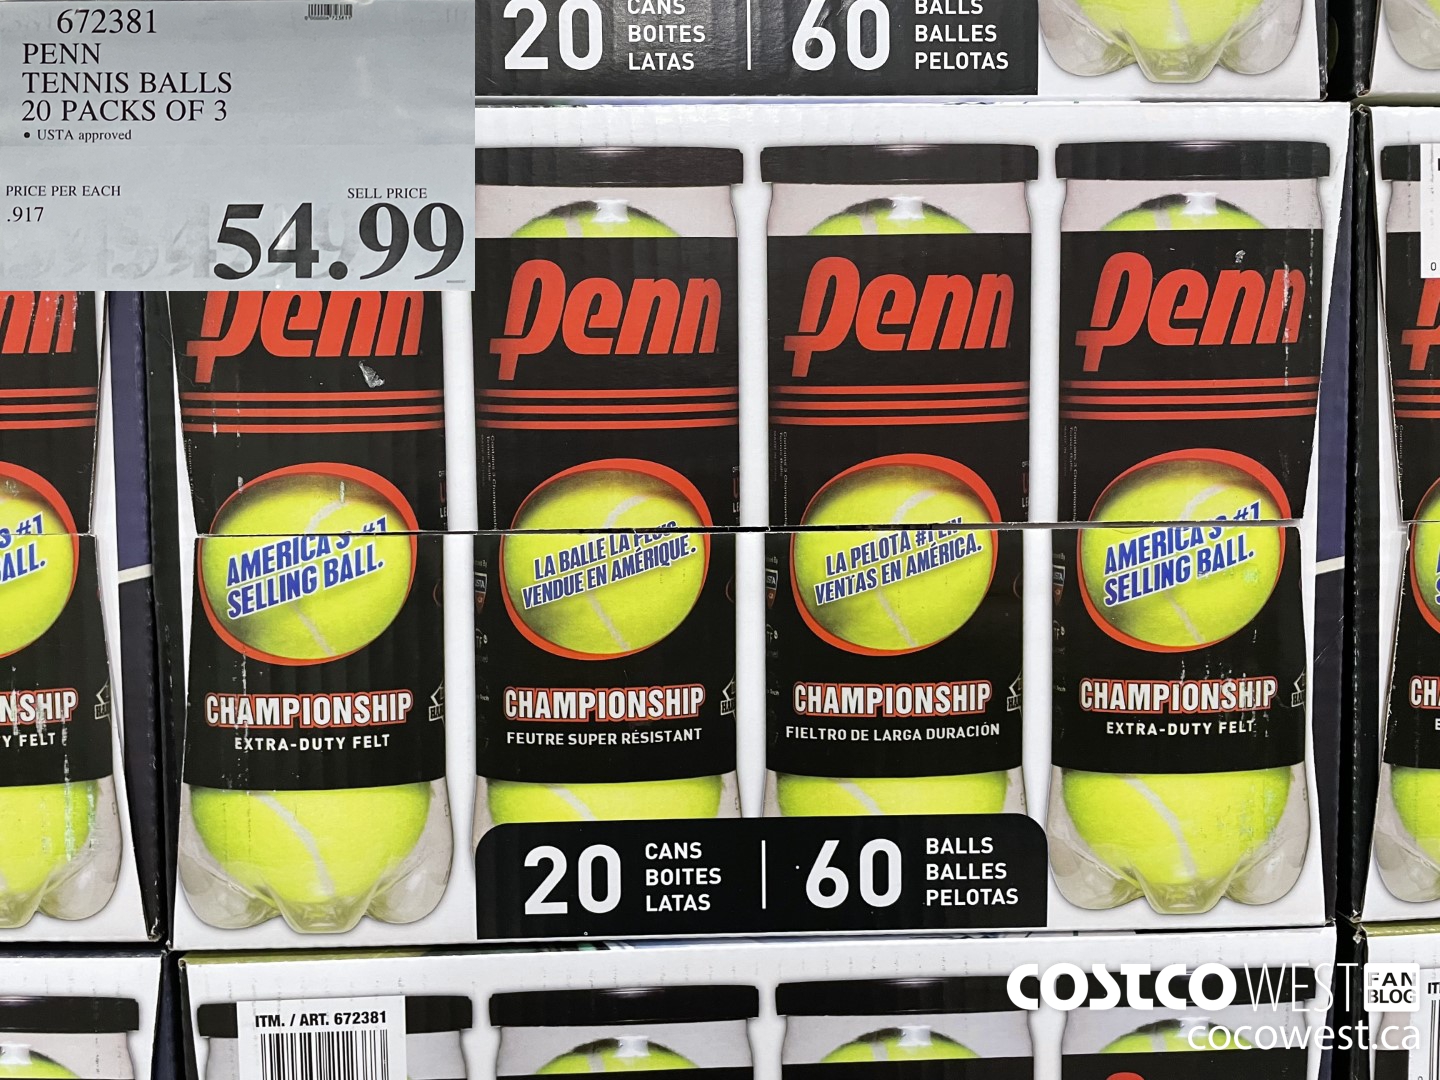 672381
PENN
TENNIS BALLS
20 PACKS OF 3
• USTA approved
PRICE PER EACH
.917
SELL PRICE
54.99
20 CANS
BOITES
LATAS
60 BALLS
BALLES
PELOTAS
Penn
Penn
Penn
Penn
AMERICA'S #1
SELLING BALL.
LA BALLE LA PLUS
VENDUE EN AMÉRIQUE.
LA PELOTA #1 EN
VENTAS EN AMÉRICA.
AMERICA'S #1
SELLING BALL.
CHAMPIONSHIP
EXTRA-DUTY FELT
CHAMPIONSHIP
FEUTRE SUPER RÉSISTANT
CHAMPIONSHIP
FIELTRO DE LARGA DURACIÓN
CHAMPIONSHIP
EXTRA-DUTY FELT
20 CANS
BOITES
LATAS
60 BALLS
BALLES
PELOTAS
ITM. / ART. 672381
COSTCO WEST FAN BLOG
cocowest.ca